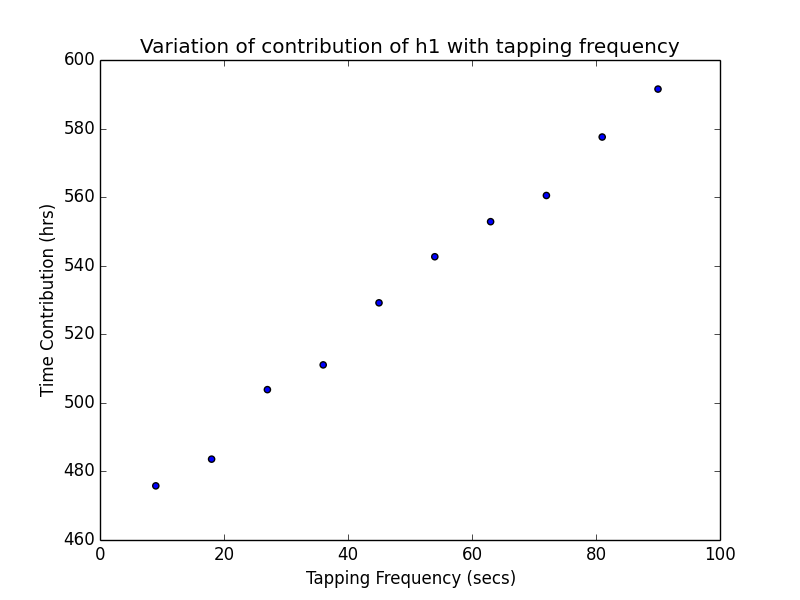 Variation of contribution of h1 with tapping frequency
600
580
560
540
520
500
480
460
Time Contribution (hrs)
0 20 40 60 80 100
Tapping Frequency (secs)